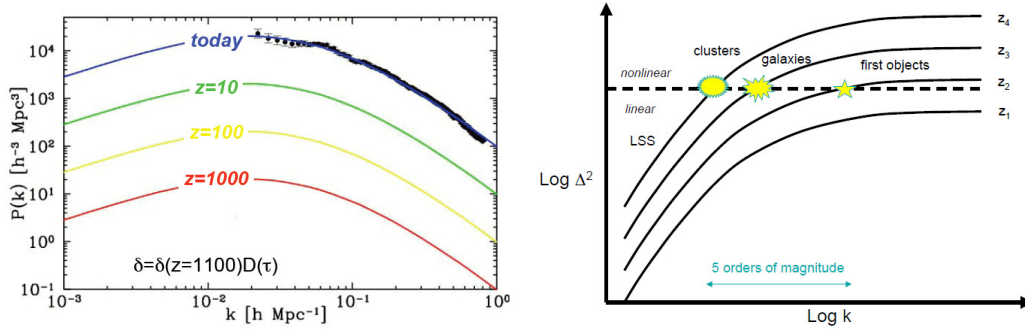 P(k) [h⁻³ Mpc³]
10⁴
10³
10²
10¹
10⁰
10⁻¹
today
z=10
z=100
z=1000
δ=δ(z=1100)D(τ)
10⁻³
10⁻²
10⁻¹
10⁰
k [h Mpc⁻¹]
Log Δ²
nonlinear
linear
LSS
clusters
galaxies
first objects
z₄
z₃
z₂
z₁
5 orders of magnitude
Log k